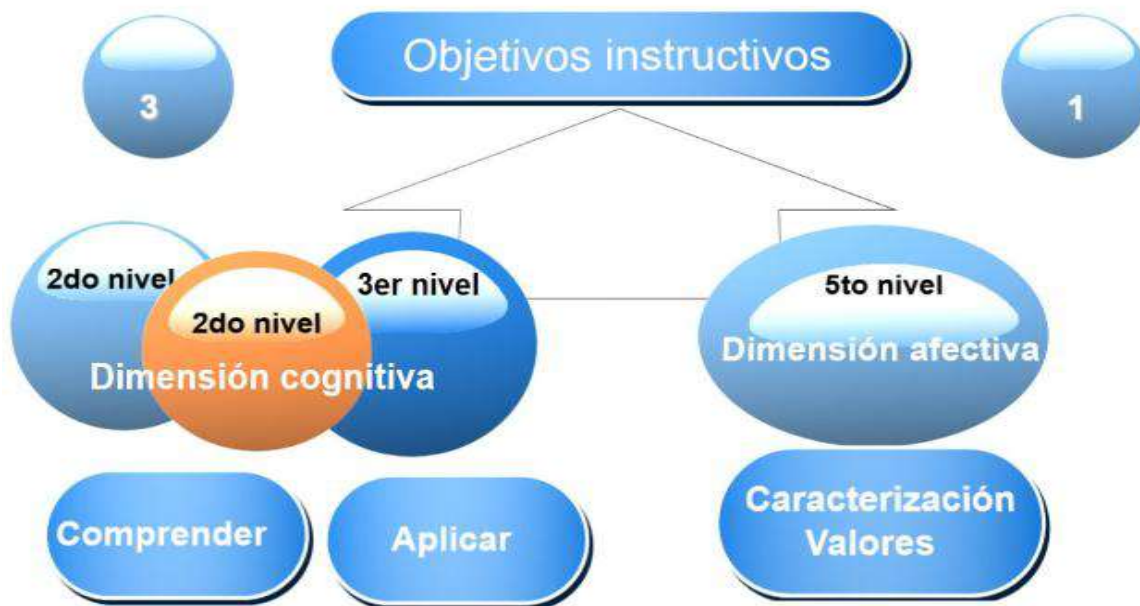 Objetivos instructivos
3
1
2do nivel
2do nivel
3er nivel
Dimensión cognitiva
5to nivel
Dimensión afectiva
Comprender
Aplicar
Caracterización
Valores